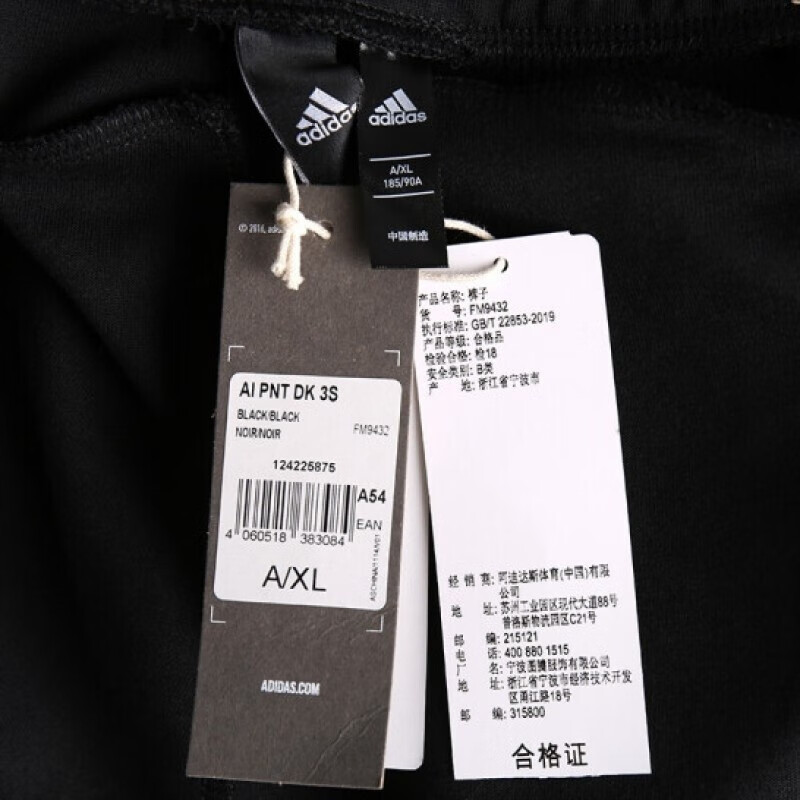 adidas
adidas
A/XL
185/90A
中国制造
© 2016, adidas
AI PNT DK 3S
BLACK/BLACK
NOIR/NOIR
FM9432
124225875
A54
EAN
4 060518 383084
A/XL
ADIDAS.COM
产品名称: 裤子
货 号: FM9432
执行标准: GB/T 22853-2019
产品等级: 合格品
检验合格: 检18
安全类别: B类
产 地: 浙江省宁波市
经 销 商: 阿迪达斯体育(中国)有限
公司
地 址: 苏州工业园区现代大道88号
普洛斯物流园区C21号
邮 编: 215121
电 话: 400 880 1515
厂 名: 宁波圆腾服饰有限公司
地 址: 浙江省宁波市经济技术开发
区甬江路18号
邮 编: 315800
合格证